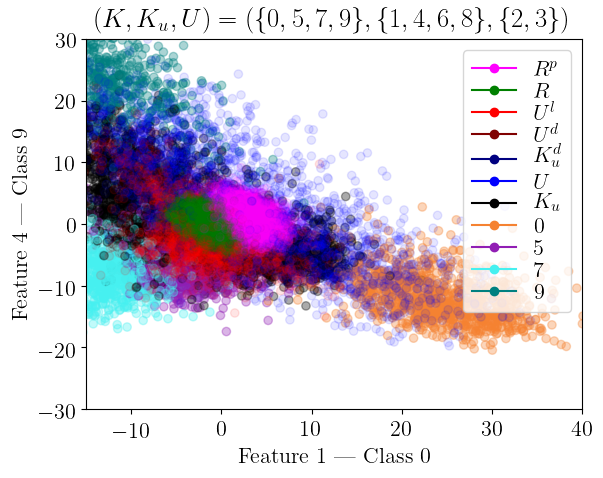 (K, K_u, U) = ({0, 5, 7, 9}, {1, 4, 6, 8}, {2, 3})
30
20
10
0
−10
−20
−30
Feature 4 — Class 9
−10
0
10
20
30
40
Feature 1 — Class 0
R^p
R
U^l
U^d
K_u^d
U
K_u
0
5
7
9